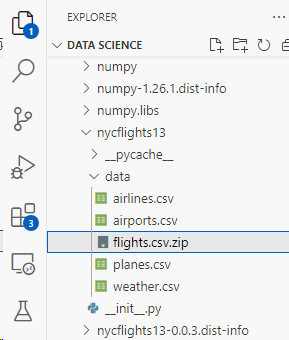 EXPLORER
...
1
DATA SCIENCE
numpy
numpy-1.26.1.dist-info
numpy.libs
nycflights13
__pycache__
data
airlines.csv
airports.csv
flights.csv.zip
3
planes.csv
weather.csv
__init__.py
nycflights13-0.0.3.dist-info